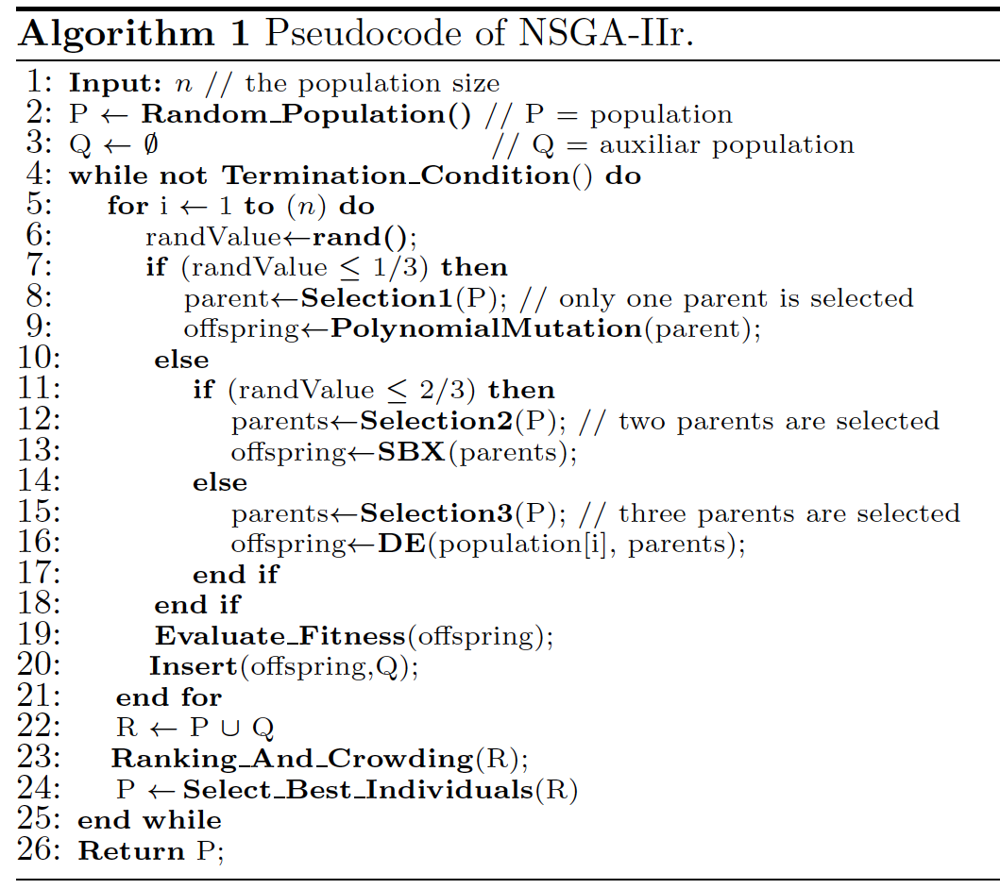 Algorithm 1 Pseudocode of NSGA-IIr.
1: Input: n // the population size
2: P ← Random_Population() // P = population
3: Q ← ∅ // Q = auxiliar population
4: while not Termination_Condition() do
5: for i ← 1 to (n) do
6: randValue←rand();
7: if (randValue ≤ 1/3) then
8: parent←Selection1(P); // only one parent is selected
9: offspring←PolynomialMutation(parent);
10: else
11: if (randValue ≤ 2/3) then
12: parents←Selection2(P); // two parents are selected
13: offspring←SBX(parents);
14: else
15: parents←Selection3(P); // three parents are selected
16: offspring←DE(population[i], parents);
17: end if
18: end if
19: Evaluate_Fitness(offspring);
20: Insert(offspring,Q);
21: end for
22: R ← P ∪ Q
23: Ranking_And_Crowding(R);
24: P ← Select_Best_Individuals(R)
25: end while
26: Return P;